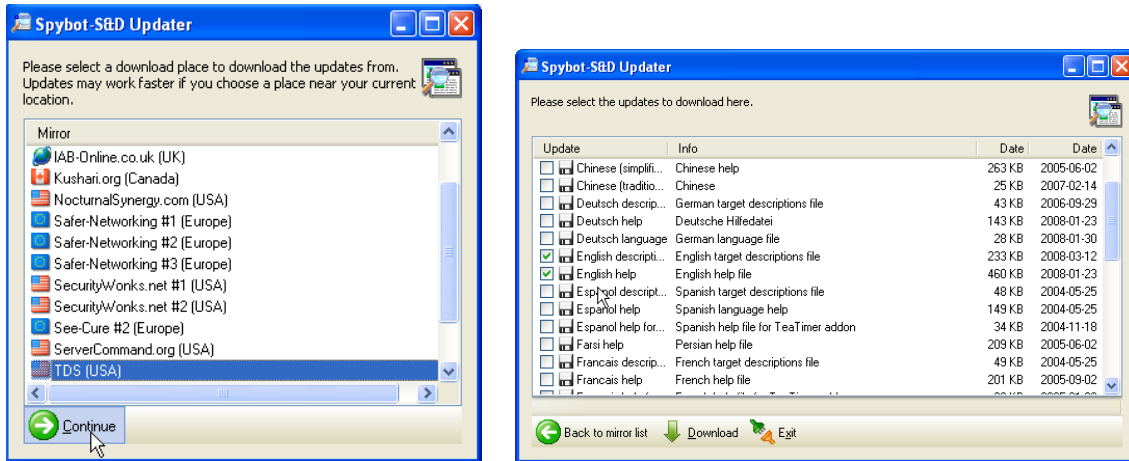 Spybot-S&D Updater
Please select a download place to download the updates from.
Updates may work faster if you choose a place near your current
location.
Mirror
IAB-Online.co.uk (UK)
Kushari.org (Canada)
NocturnalSynergy.com (USA)
Safer-Networking #1 (Europe)
Safer-Networking #2 (Europe)
Safer-Networking #3 (Europe)
SecurityWonks.net #1 (USA)
SecurityWonks.net #2 (USA)
See-Cure #2 (Europe)
ServerCommand.org (USA)
TDS (USA)
Continue
Spybot-S&D Updater
Please select the updates to download here.
Update Info Date Date
Chinese (simplifi... Chinese help 263 KB 2005-06-02
Chinese (traditio... Chinese 25 KB 2007-02-14
Deutsch descrip... German target descriptions file 43 KB 2006-09-29
Deutsch help Deutsche Hilfedatei 143 KB 2008-01-23
Deutsch language German language file 28 KB 2008-01-30
English descripti... English target descriptions file 233 KB 2008-03-12
English help English help file 460 KB 2008-01-23
Espanol descript... Spanish target descriptions file 48 KB 2004-05-25
Espanol help Spanish language help 149 KB 2004-05-25
Espanol help for... Spanish help file for TeaTimer addon 34 KB 2004-11-18
Farsi help Persian help file 209 KB 2005-06-02
Francais descrip... French target descriptions file 49 KB 2004-05-25
Francais help French help file 201 KB 2005-09-02
Back to mirror list Download Exit